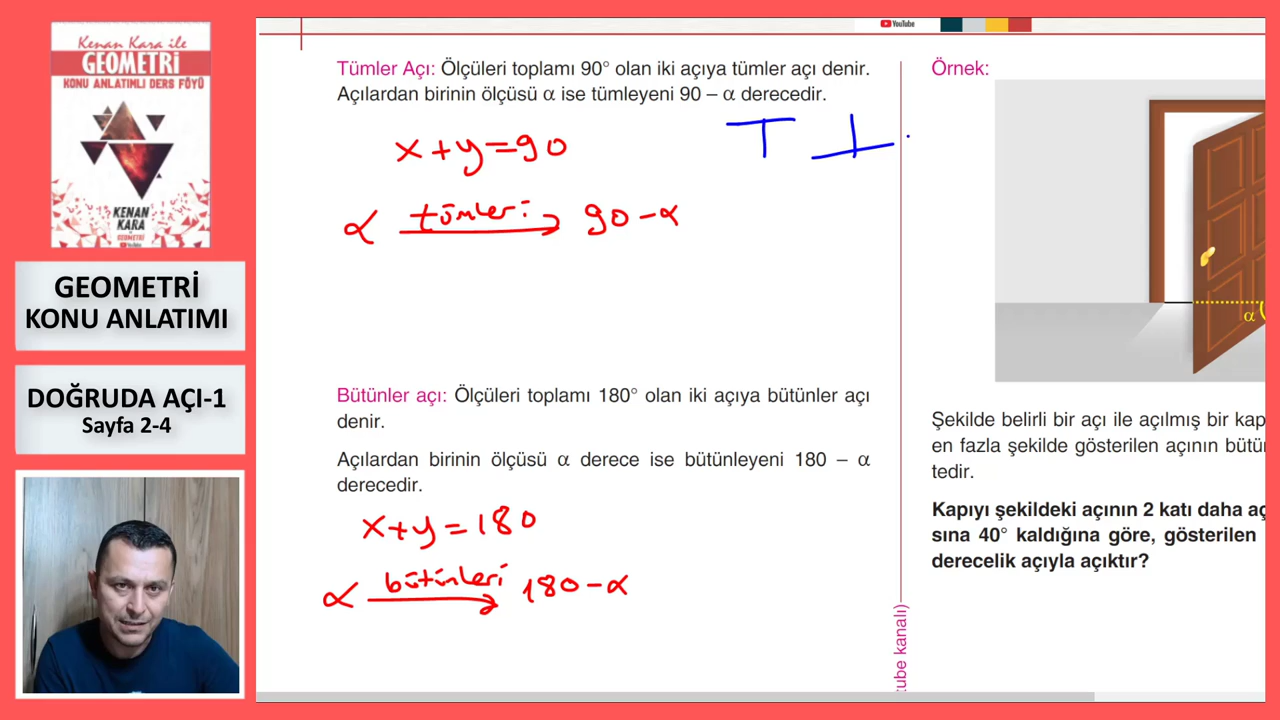 Kenan Kara ile
GEOMETRİ
KONU ANLATIMLI DERS FÖYÜ
KENAN
KARA
GEOMETRİ
YouTube
GEOMETRİ
KONU ANLATIMI
DOĞRUDA AÇI-1
Sayfa 2-4
YouTube
Tümler Açı: Ölçüleri toplamı 90° olan iki açıya tümler açı denir.
Açılardan birinin ölçüsü α ise tümleyeni 90 – α derecedir.
x+y=90
T
α tümleri 90-α
Bütünler açı: Ölçüleri toplamı 180° olan iki açıya bütünler açı
denir.
Açılardan birinin ölçüsü α derece ise bütünleyeni 180 – α
derecedir.
x+y=180
α bütünleri 180-α
Örnek:
α
Şekilde belirli bir açı ile açılmış bir kap
en fazla şekilde gösterilen açının bütü
tedir.
Kapıyı şekildeki açının 2 katı daha aç
sına 40° kaldığına göre, gösterilen
derecelik açıyla açıktır?
ube kanalı)